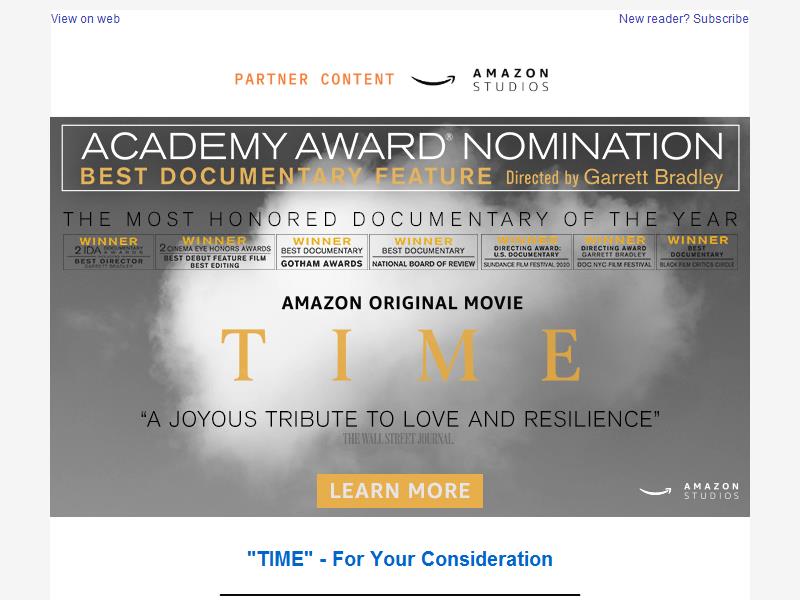 View on web
New reader? Subscribe
PARTNER CONTENT
AMAZON
STUDIOS
ACADEMY AWARD® NOMINATION
BEST DOCUMENTARY FEATURE Directed by Garrett Bradley
THE MOST HONORED DOCUMENTARY OF THE YEAR
WINNER
2 IDA DOCUMENTARY AWARDS
BEST DIRECTOR
GARRETT BRADLEY
WINNER
2 CINEMA EYE HONORS AWARDS
BEST DEBUT FEATURE FILM
BEST EDITING
WINNER
BEST DOCUMENTARY
GOTHAM AWARDS
WINNER
BEST DOCUMENTARY
NATIONAL BOARD OF REVIEW
WINNER
DIRECTING AWARD:
U.S. DOCUMENTARY
SUNDANCE FILM FESTIVAL 2020
WINNER
DIRECTING AWARD
GARRETT BRADLEY
DOC NYC FILM FESTIVAL
WINNER
BEST
DOCUMENTARY
BLACK FILM CRITICS CIRCLE
AMAZON ORIGINAL MOVIE
TIME
“A JOYOUS TRIBUTE TO LOVE AND RESILIENCE”
THE WALL STREET JOURNAL
LEARN MORE
AMAZON
STUDIOS
"TIME" - For Your Consideration